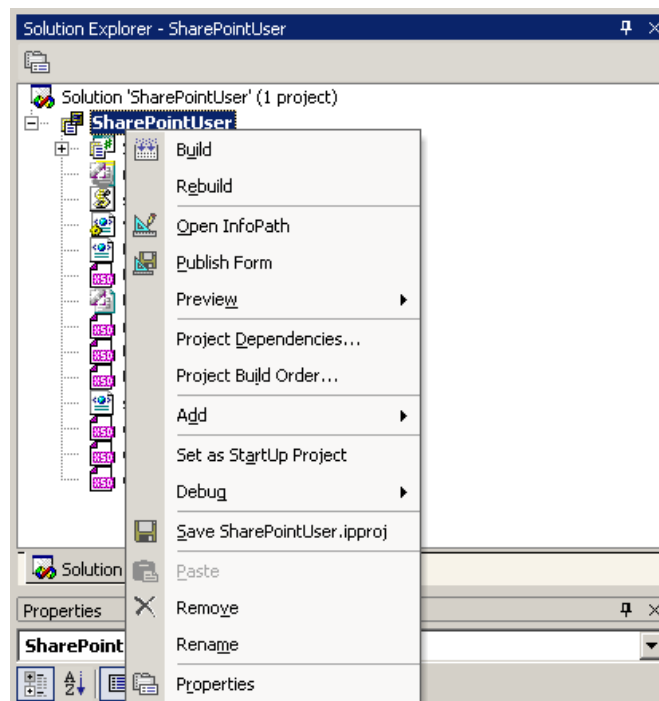 Solution Explorer - SharePointUser
Solution 'SharePointUser' (1 project)
SharePointUser
Build
Rebuild
Open InfoPath
Publish Form
Preview
Project Dependencies...
Project Build Order...
Add
Set as StartUp Project
Debug
Save SharePointUser.ipproj
Solution
Paste
Properties
Remove
SharePoint
Rename
Properties